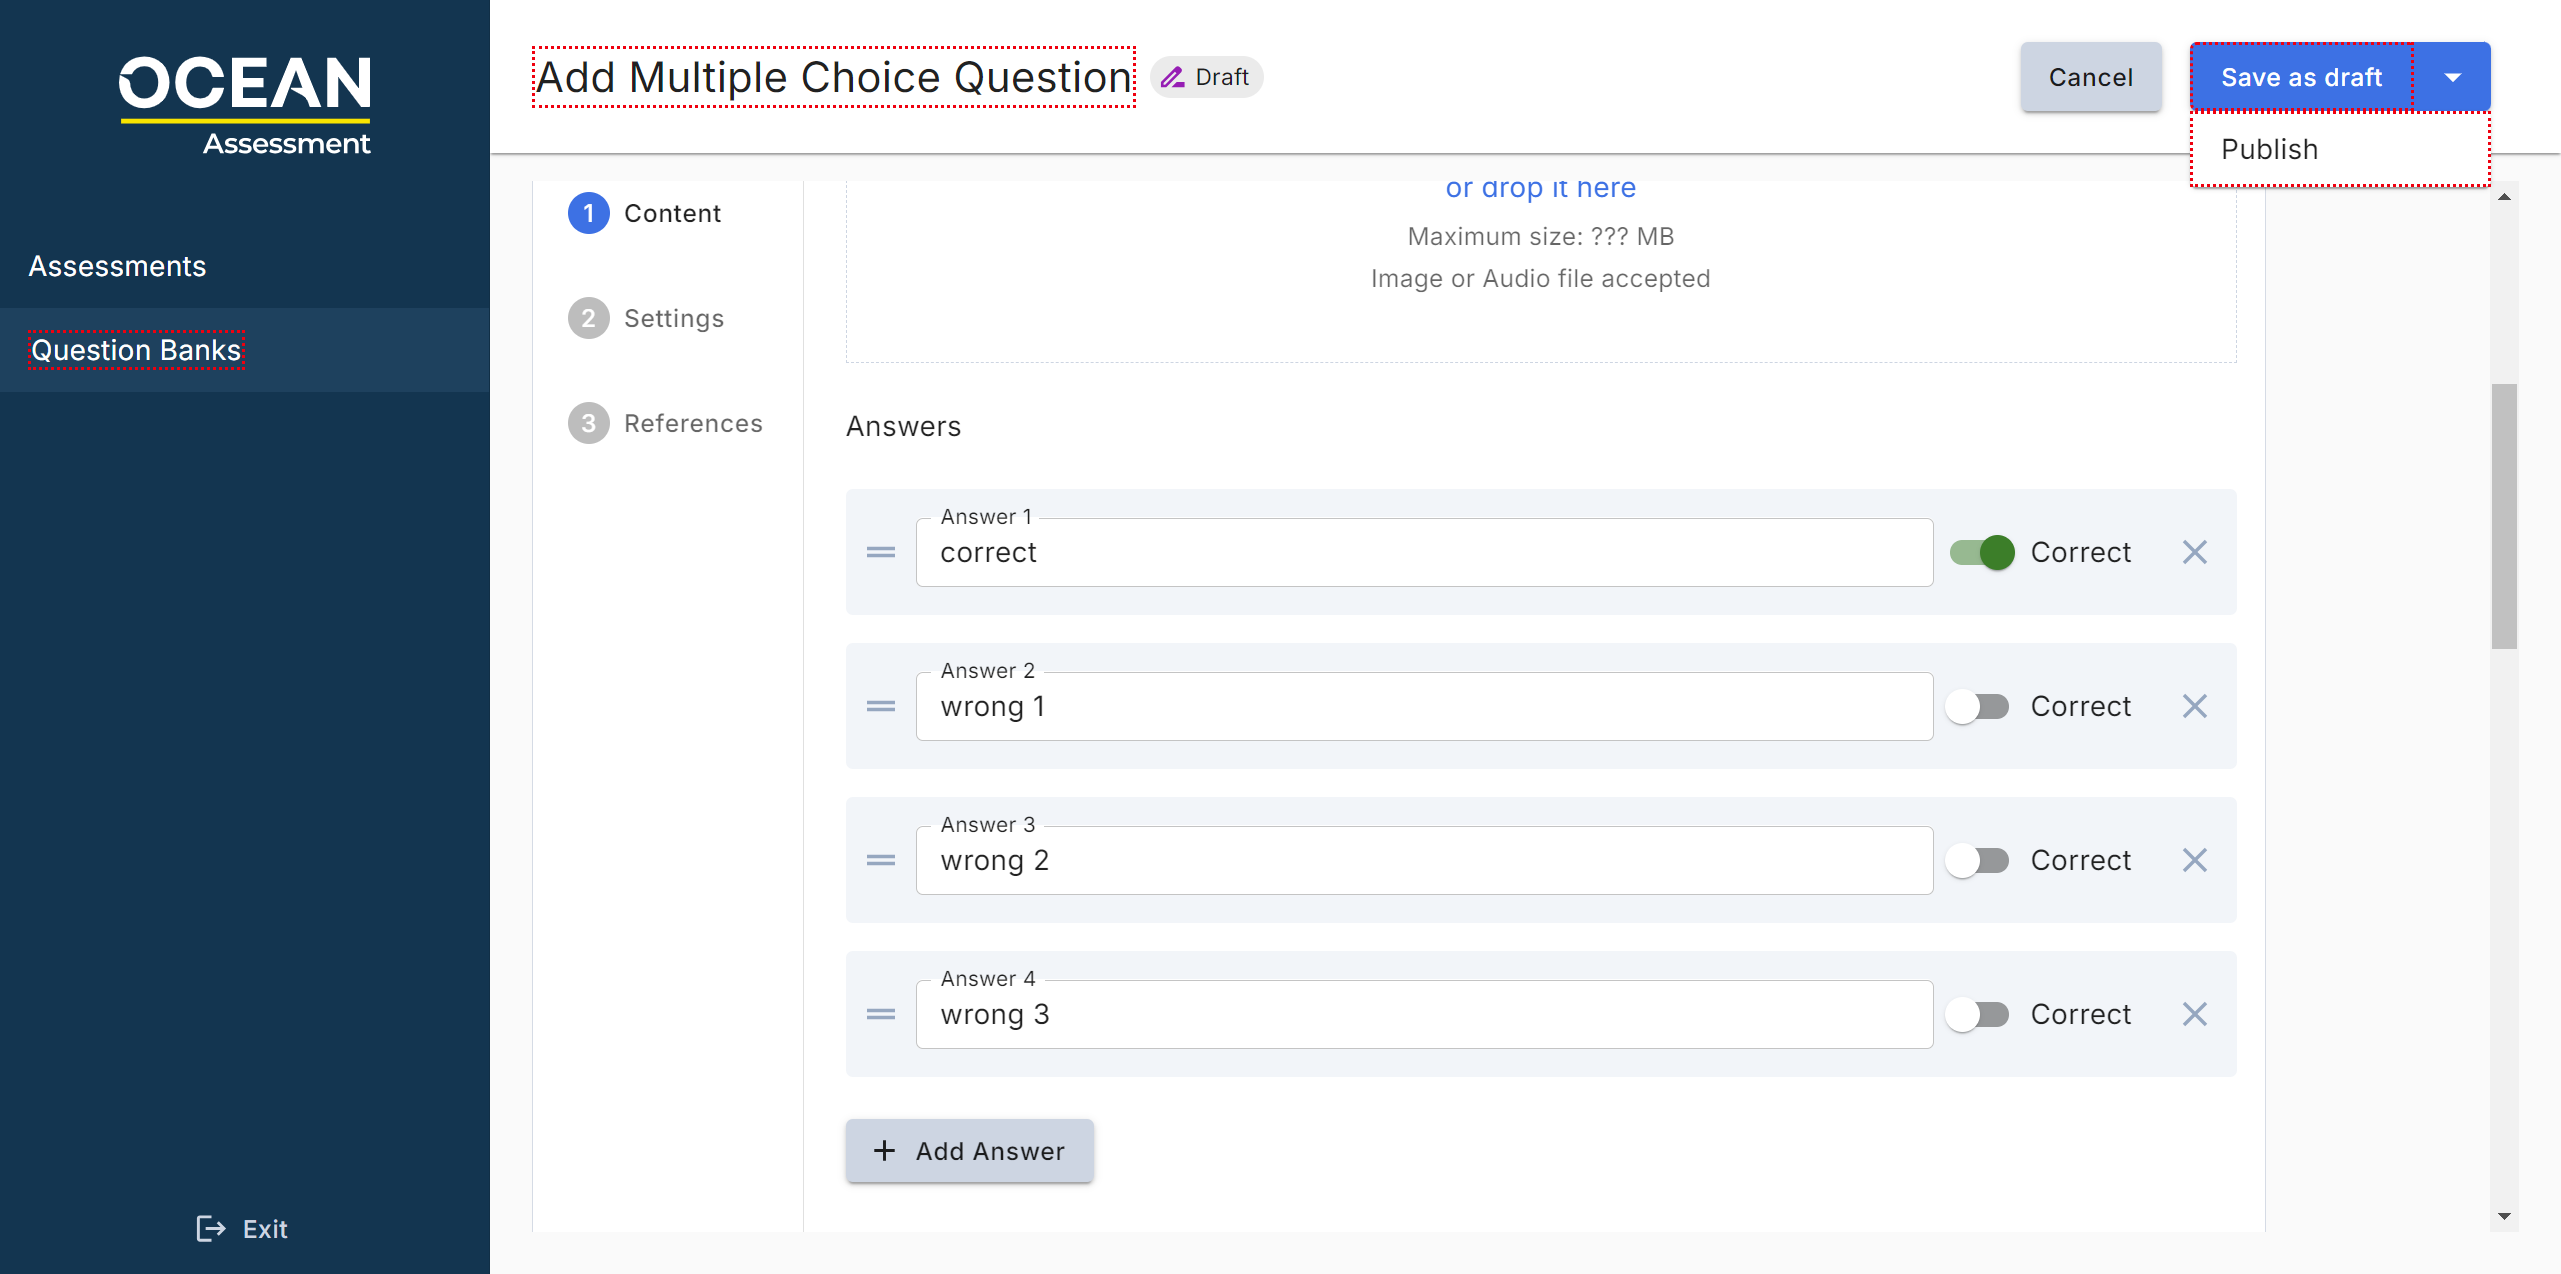 OCEAN
Assessment
Assessments
Question Banks
Exit
Add Multiple Choice Question
Draft
Cancel
Save as draft
Publish
1 Content
2 Settings
3 References
or drop it here
Maximum size: ??? MB
Image or Audio file accepted
Answers
Answer 1
correct
Correct
Answer 2
wrong 1
Correct
Answer 3
wrong 2
Correct
Answer 4
wrong 3
Correct
+ Add Answer